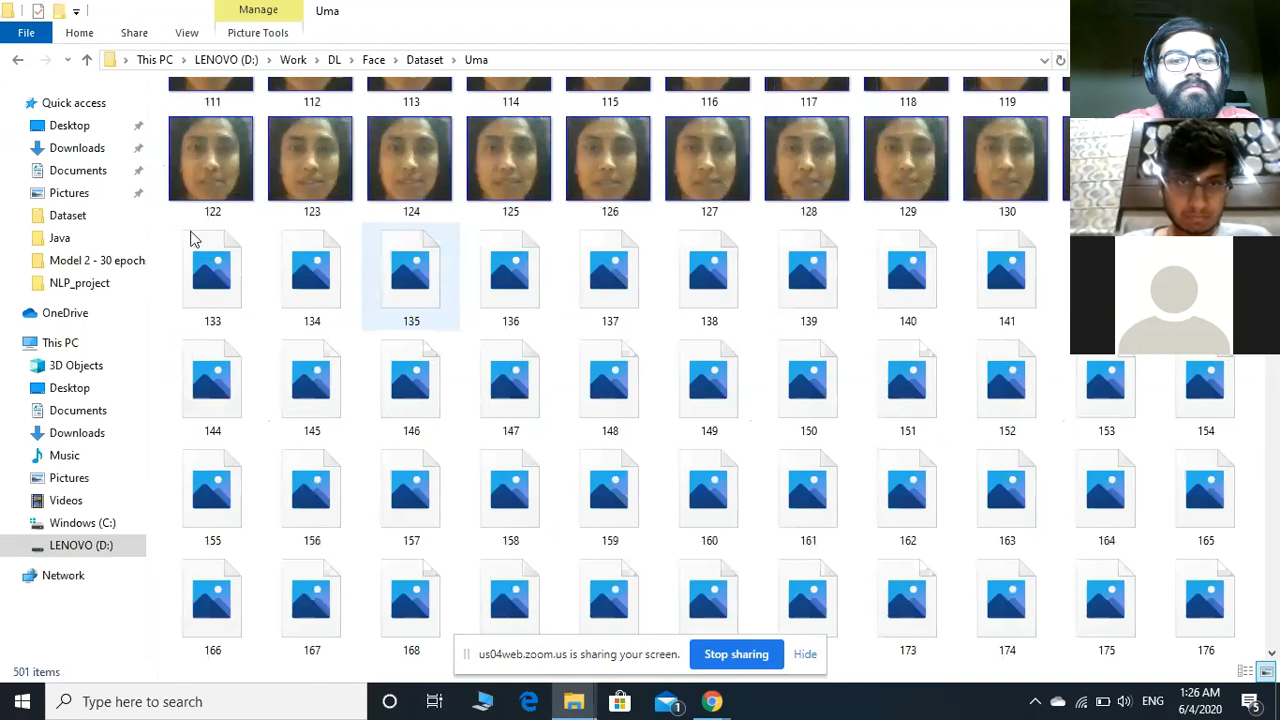 Manage
Uma
File
Home
Share
View
Picture Tools
This PC > LENOVO (D:) > Work > DL > Face > Dataset > Uma
Quick access
Desktop
Downloads
Documents
Pictures
Dataset
Java
Model 2 - 30 epoch
NLP_project
OneDrive
This PC
3D Objects
Desktop
Documents
Downloads
Music
Pictures
Videos
Windows (C:)
LENOVO (D:)
Network
111 112 113 114 115 116 117 118 119
122 123 124 125 126 127 128 129 130
133 134 135 136 137 138 139 140 141
144 145 146 147 148 149 150 151 152 153 154
155 156 157 158 159 160 161 162 163 164 165
166 167 168 173 174 175 176
us04web.zoom.us is sharing your screen. Stop sharing Hide
501 items
Type here to search
1
ENG
1:26 AM
6/4/2020
5